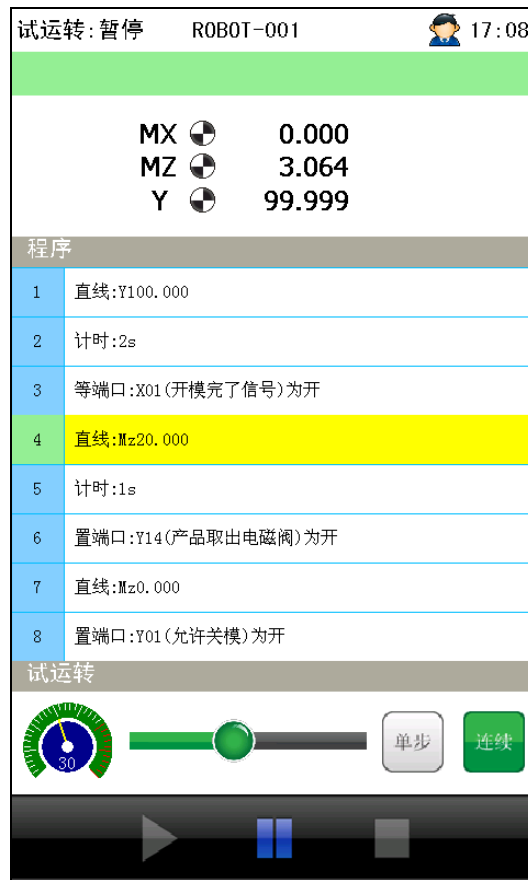 试运转:暂停 ROBOT-001 17:08
MX 0.000
MZ 3.064
Y 99.999
程序
1 直线:Y100.000
2 计时:2s
3 等端口:X01(开模完了信号)为开
4 直线:Mz20.000
5 计时:1s
6 置端口:Y14(产品取出电磁阀)为开
7 直线:Mz0.000
8 置端口:Y01(允许关模)为开
试运转
30 单步 连续